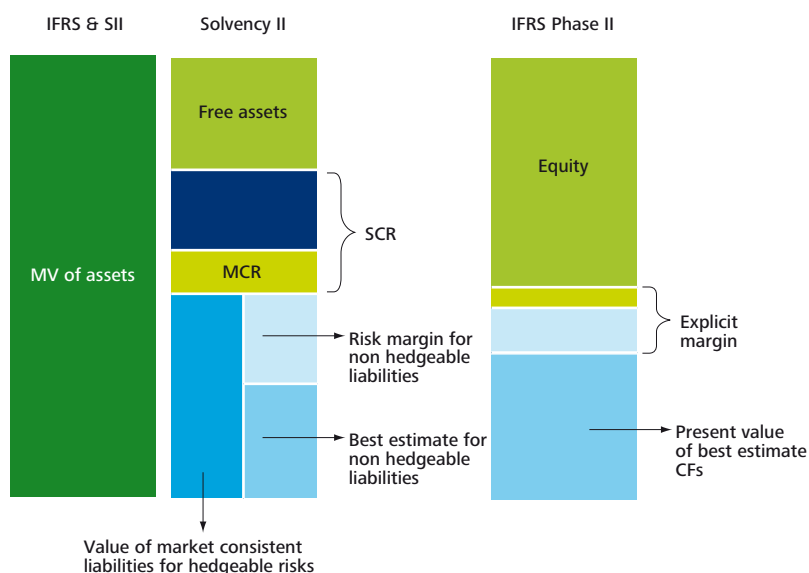 IFRS & SII
Solvency II
IFRS Phase II
Free assets
Equity
SCR
MV of assets
MCR
Explicit
margin
Risk margin for
non hedgeable
liabilities
Best estimate for
non hedgeable
liabilities
Present value
of best estimate
CFs
Value of market consistent
liabilities for hedgeable risks